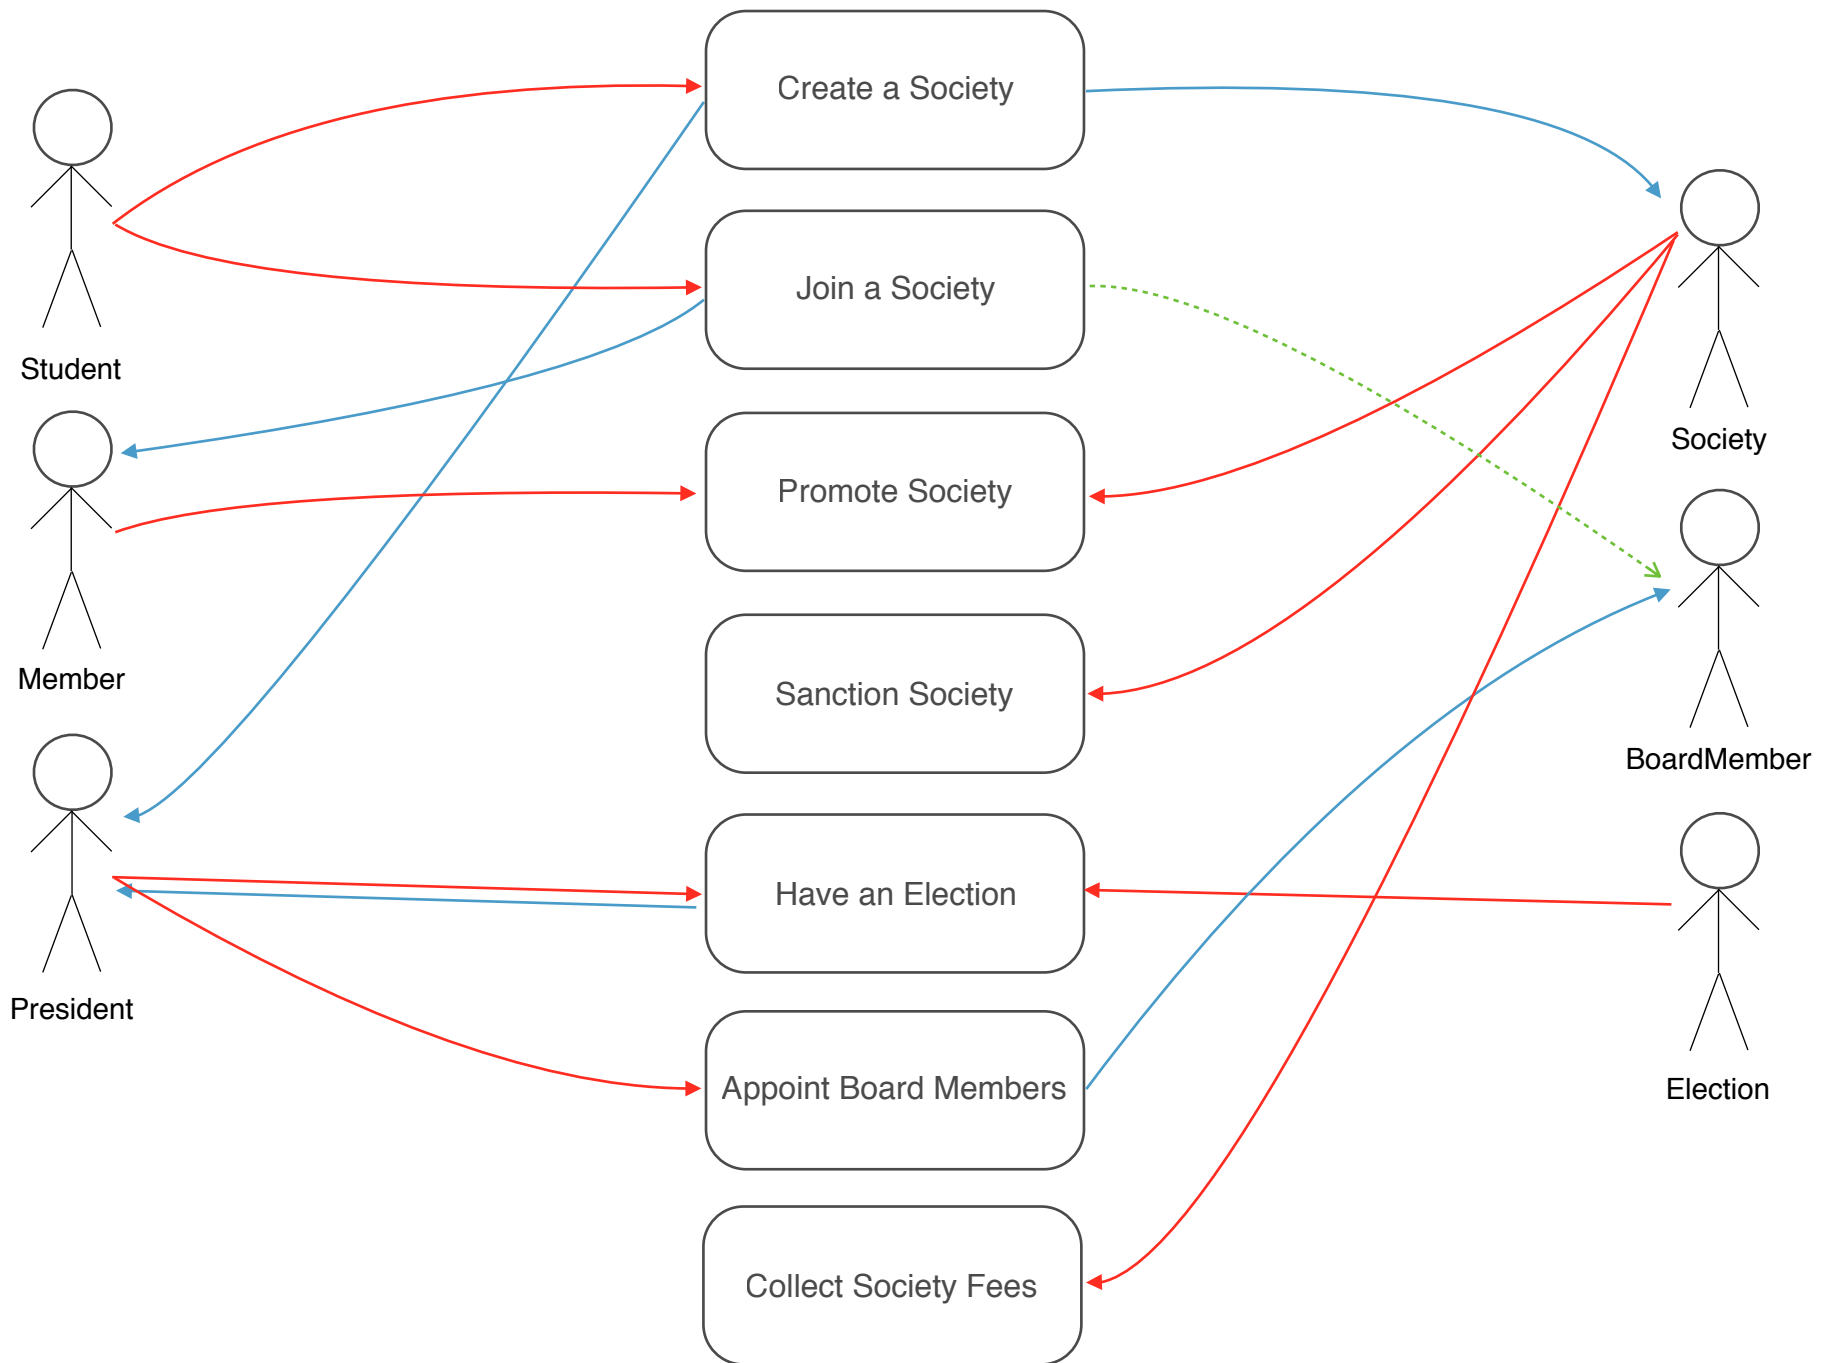 Create a Society
Join a Society
Student
Society
Promote Society
Member
Sanction Society
BoardMember
Have an Election
President
Appoint Board Members
Election
Collect Society Fees